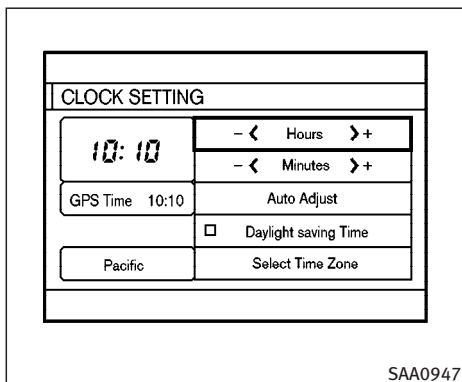 CLOCK SETTING
10:10
- < Hours > +
- < Minutes > +
GPS Time 10:10
Auto Adjust
Daylight saving Time
Pacific
Select Time Zone
SAA0947